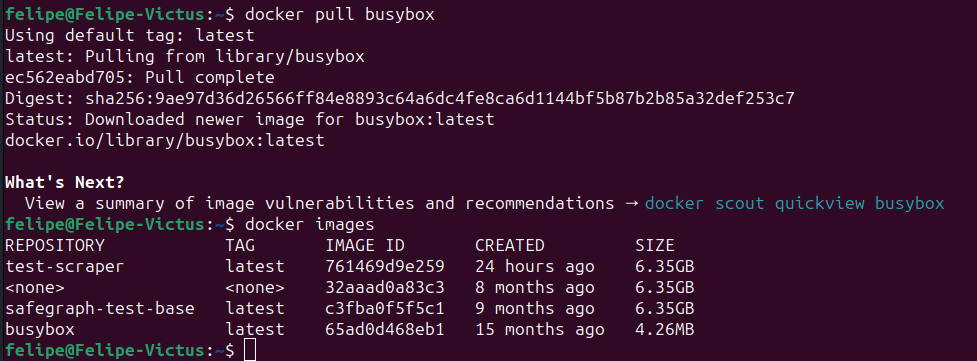 felipe@Felipe-Victus:~$ docker pull busybox
Using default tag: latest
latest: Pulling from library/busybox
ec562eabd705: Pull complete
Digest: sha256:9ae97d36d26566ff84e8893c64a6dc4fe8ca6d1144bf5b87b2b85a32def253c7
Status: Downloaded newer image for busybox:latest
docker.io/library/busybox:latest
What's Next?
View a summary of image vulnerabilities and recommendations → docker scout quickview busybox
felipe@Felipe-Victus:~$ docker images
REPOSITORY TAG IMAGE ID CREATED SIZE
test-scraper latest 761469d9e259 24 hours ago 6.35GB
<none> <none> 32aaad0a83c3 8 months ago 6.35GB
safegraph-test-base latest c3fba0f5f5c1 9 months ago 6.35GB
busybox latest 65ad0d468eb1 15 months ago 4.26MB
felipe@Felipe-Victus:~$